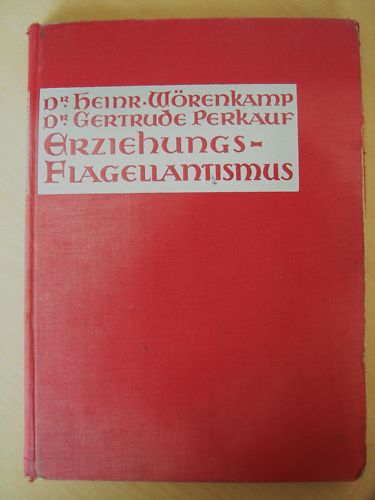 Dr. Heinr. Wörenkamp
Dr. Gertrude Perkauf
Erziehungs-
Flagellantismus